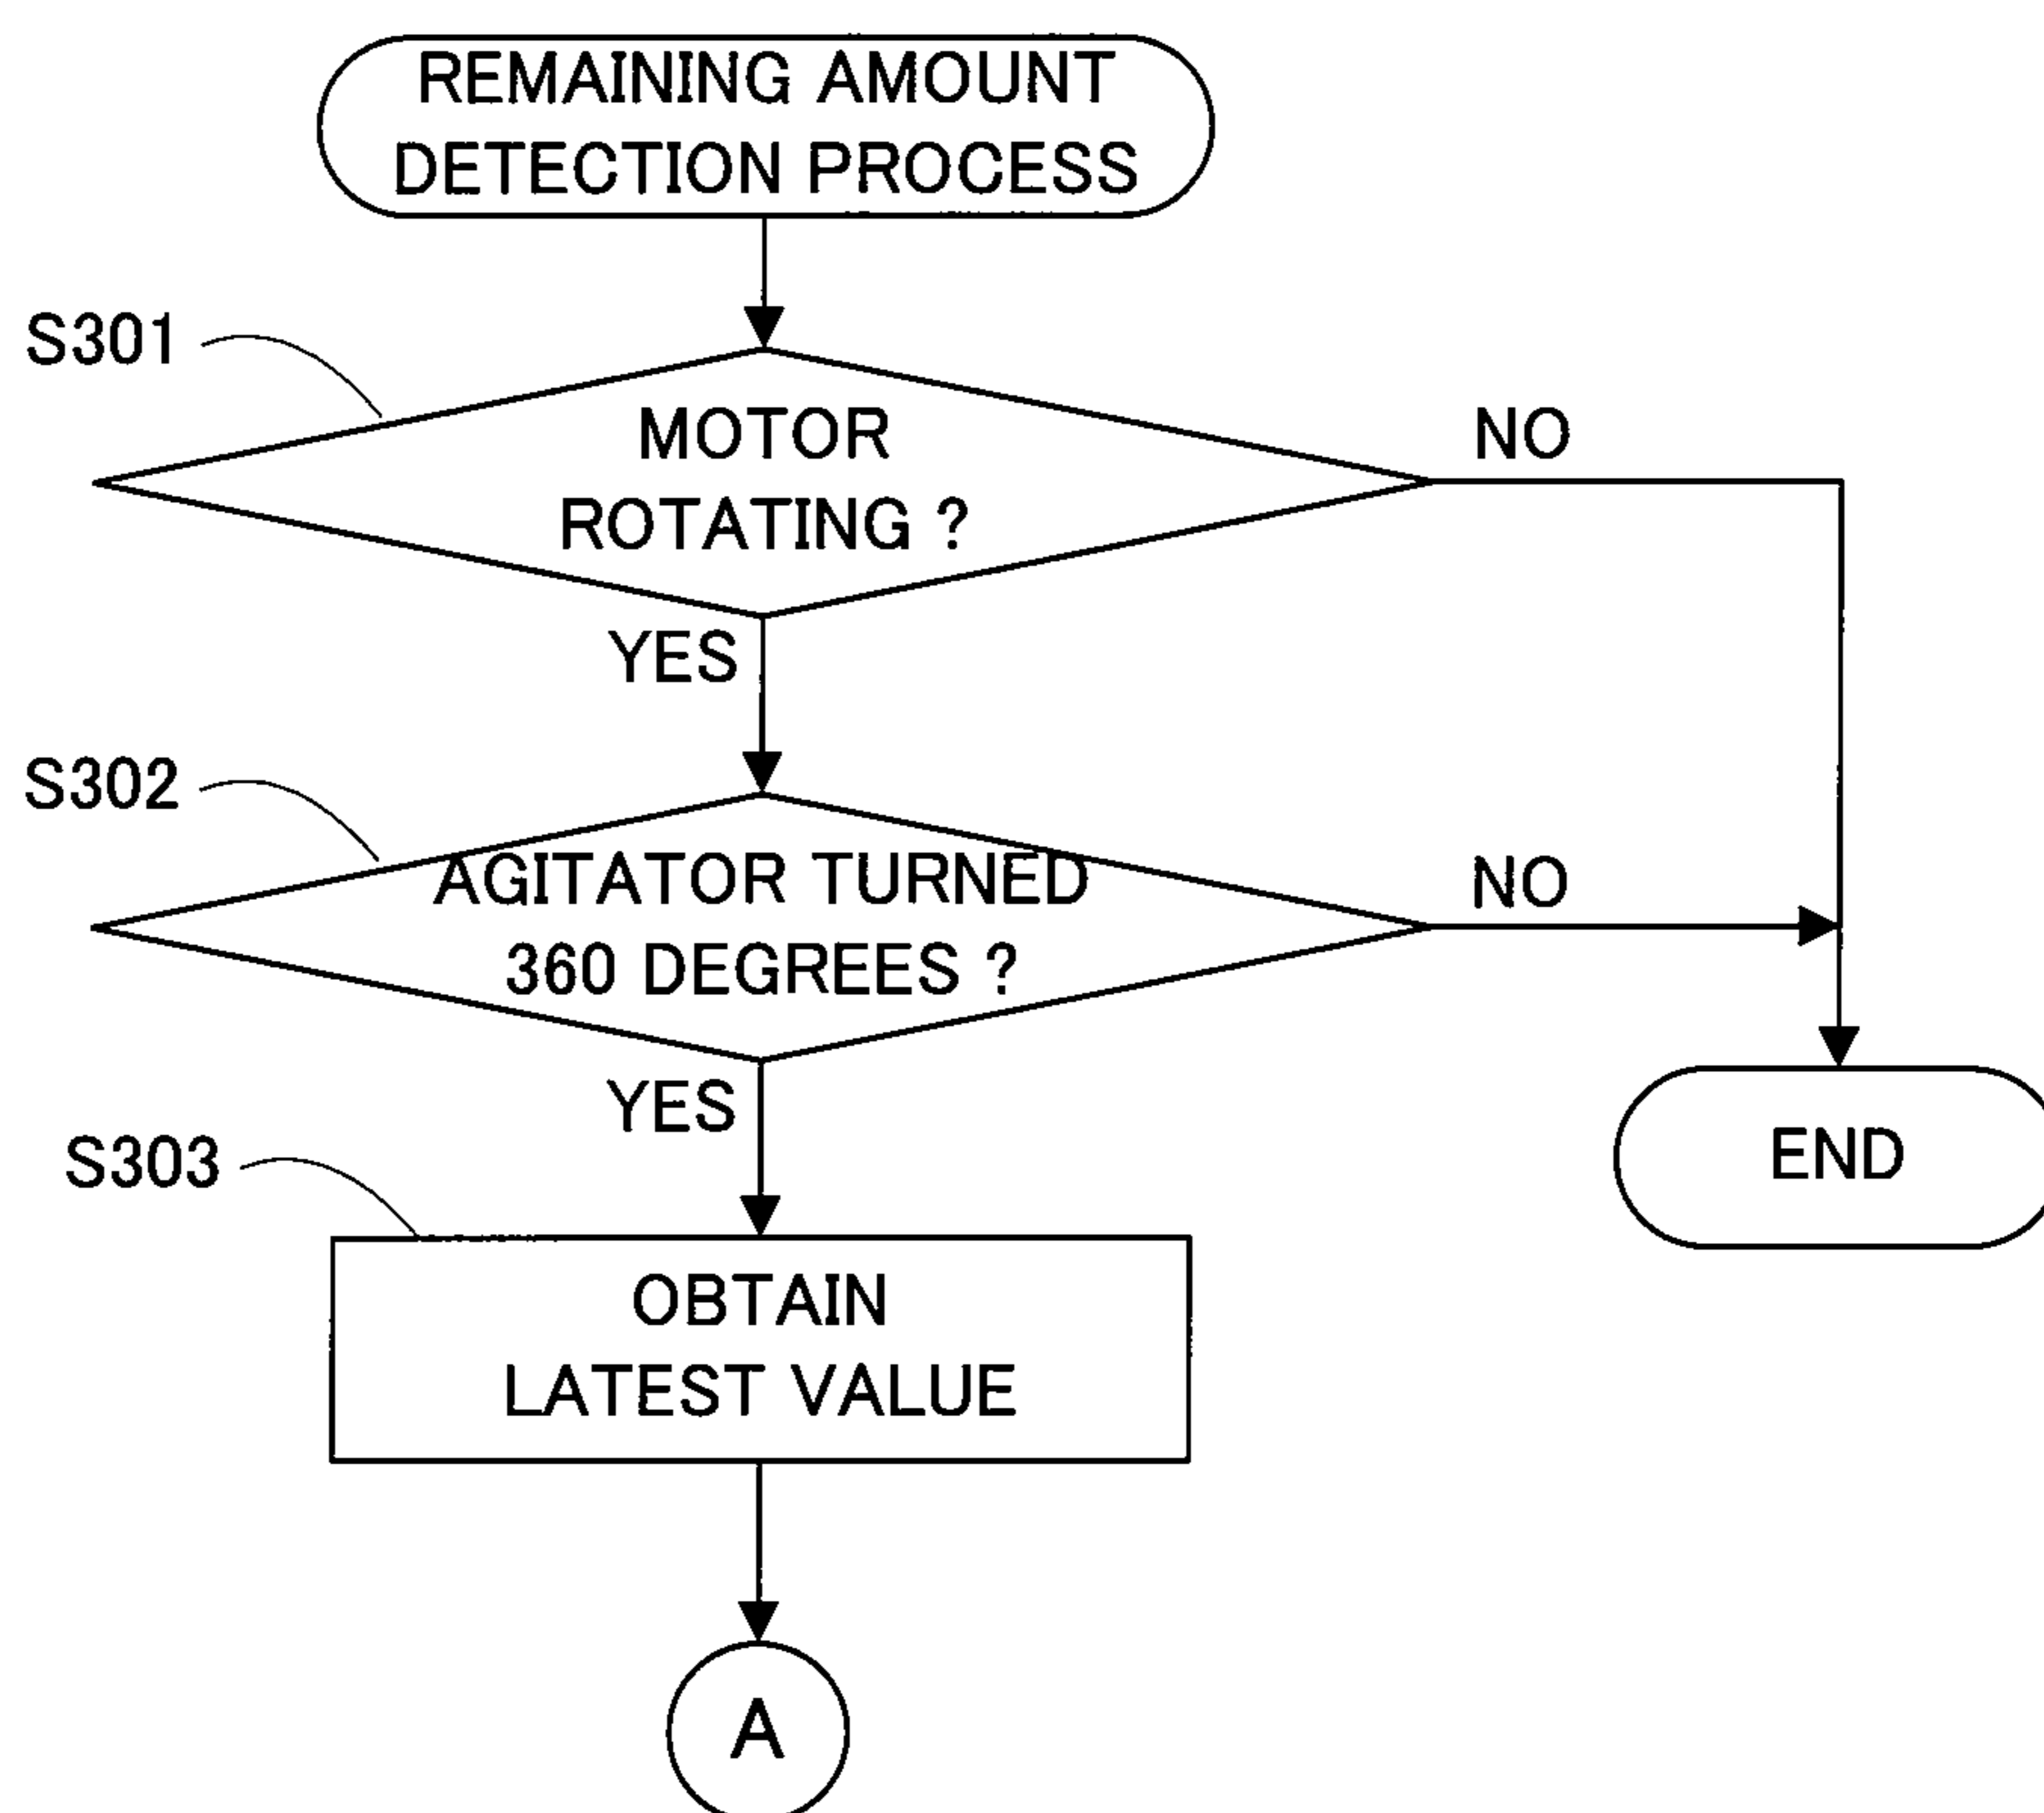 REMAINING AMOUNT
DETECTION PROCESS
S301
MOTOR
ROTATING ?
NO
YES
S302
AGITATOR TURNED
360 DEGREES ?
NO
YES
END
S303
OBTAIN
LATEST VALUE
A